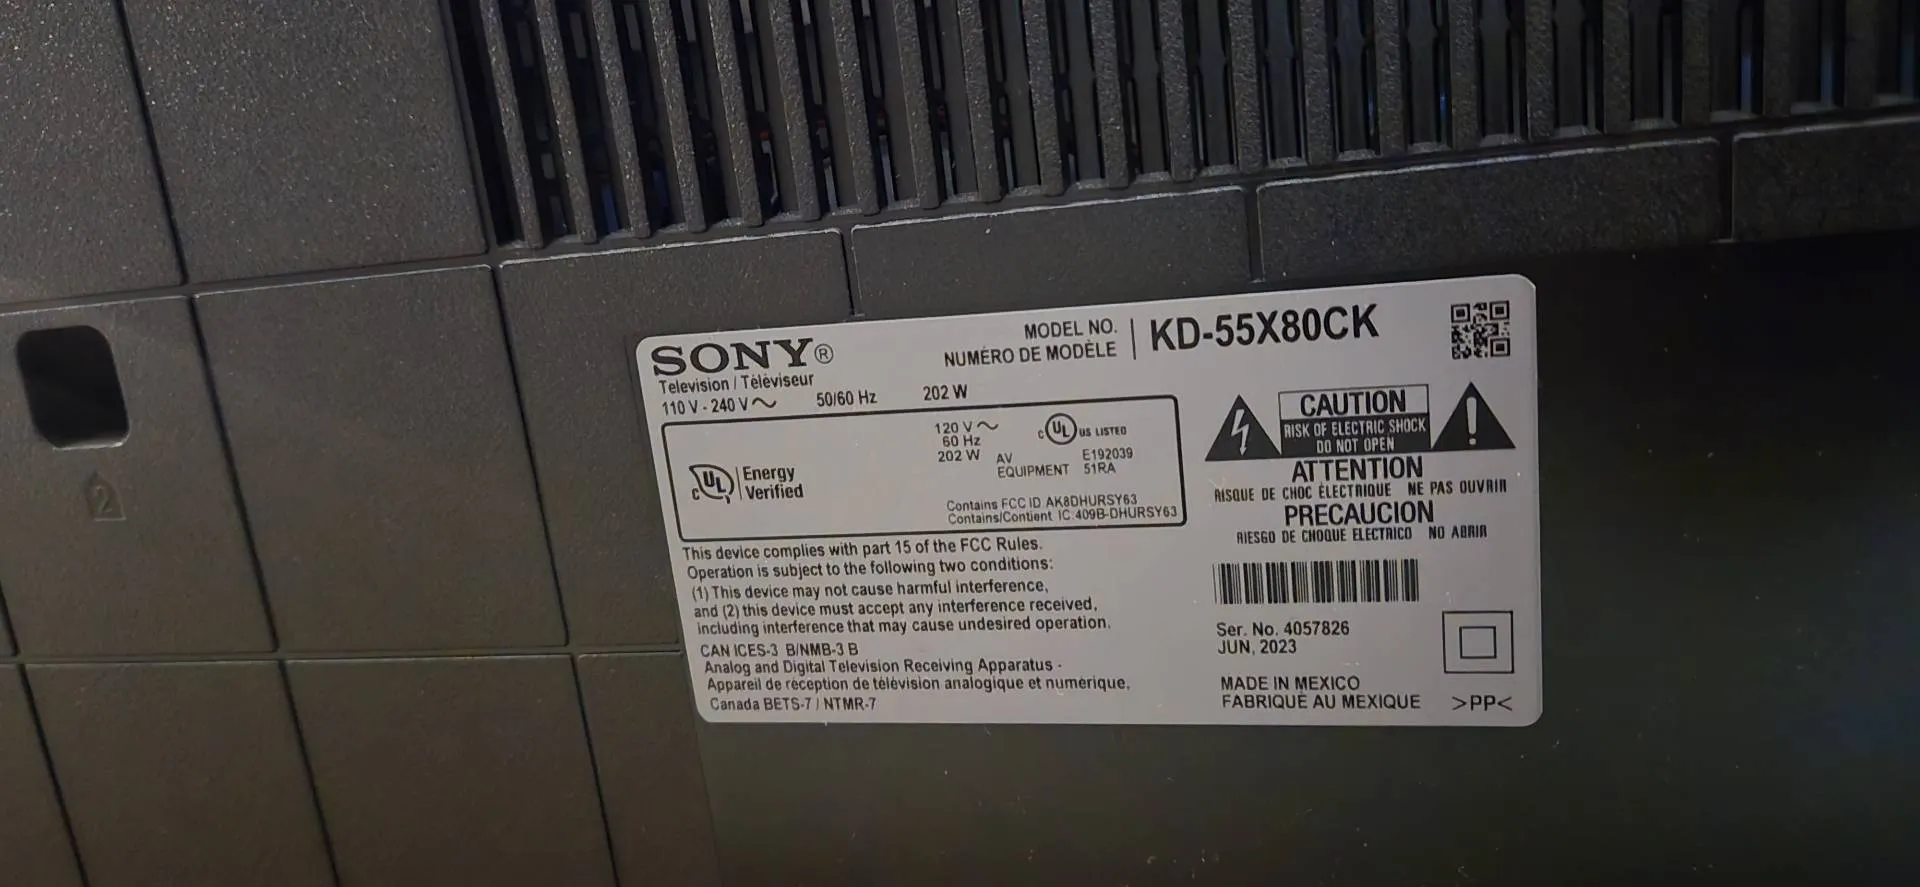 SONY®
MODEL NO.
NUMÉRO DE MODÈLE
KD-55X80CK
Television / Téléviseur
110 V - 240 V~ 50/60 Hz 202 W
120 V~
60 Hz
202 W
c UL US LISTED
AV E192039
EQUIPMENT 51RA
c UL Energy
Verified
Contains FCC ID AK8DHURSY63
Contains/Contient IC:409B-DHURSY63
This device complies with part 15 of the FCC Rules.
Operation is subject to the following two conditions:
(1) This device may not cause harmful interference,
and (2) this device must accept any interference received,
including interference that may cause undesired operation.
CAN ICES-3 B/NMB-3 B
Analog and Digital Television Receiving Apparatus -
Appareil de réception de télévision analogique et numérique,
Canada BETS-7 / NTMR-7
CAUTION
RISK OF ELECTRIC SHOCK
DO NOT OPEN
ATTENTION
RISQUE DE CHOC ÉLECTRIQUE NE PAS OUVRIR
PRECAUCION
RIESGO DE CHOQUE ELECTRICO NO ABRIR
Ser. No. 4057826
JUN, 2023
MADE IN MEXICO
FABRIQUÉ AU MEXIQUE
>PP<
2